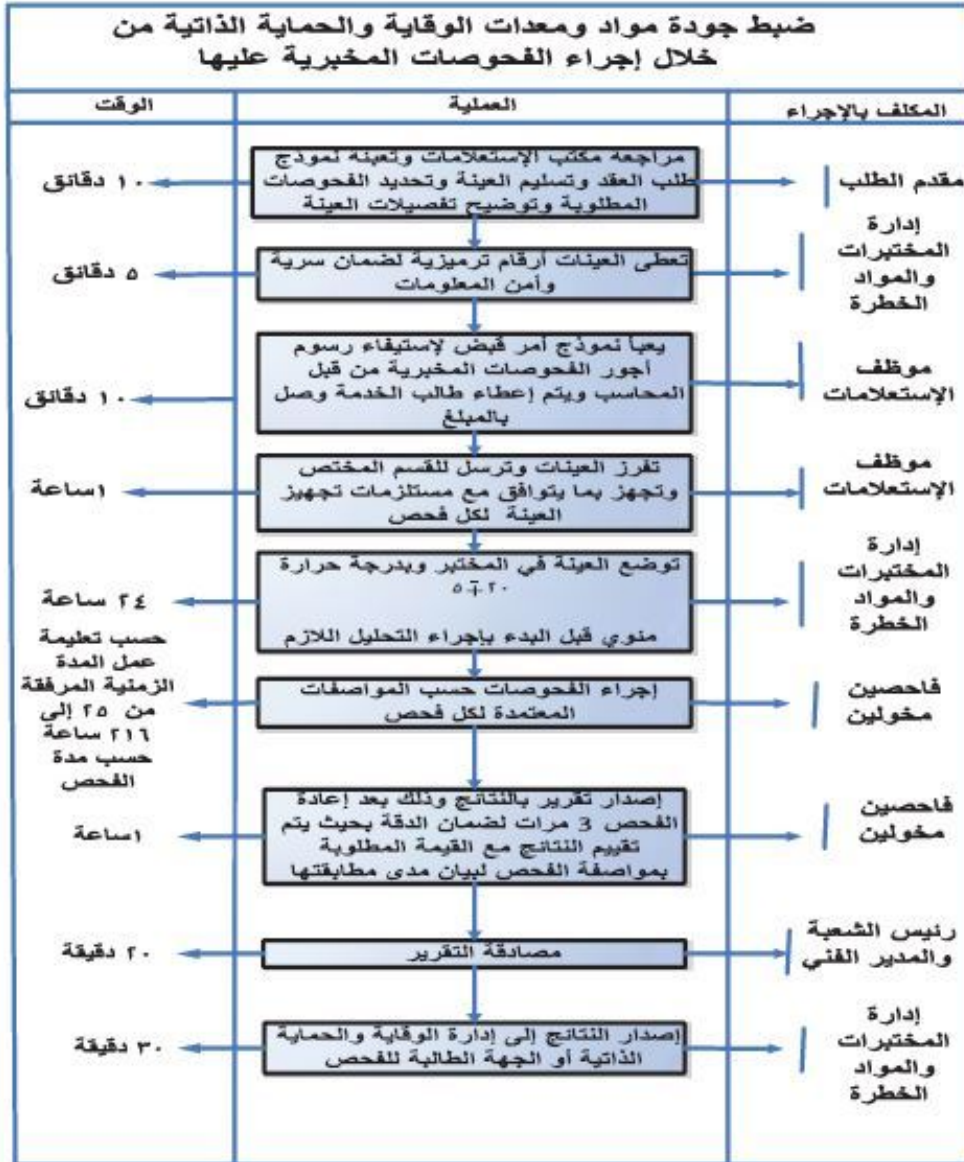 ضبط جودة مواد ومعدات الوقاية والحماية الذاتية من
خلال إجراء الفحوصات المخبرية عليها
المكلف بالإجراء
العملية
الوقت
مقدم الطلب
مراجعه مكتب الإستعلامات وتعبئه نموذج
طلب العقد وتسليم العينة وتحديد الفحوصات
المطلوبة وتوضيح تفصيلات العينة
١٠ دقائق
إدارة
المختبرات
والمواد
الخطرة
تعطى العينات أرقام ترميزية لضمان سرية
وأمن المعلومات
٥ دقائق
موظف
الإستعلامات
يعبأ نموذج أمر قبض لإستيفاء رسوم
أجور الفحوصات المخبرية من قبل
المحاسب ويتم إعطاء طالب الخدمة وصل
بالمبلغ
١٠ دقائق
موظف
الإستعلامات
تفرز العينات وترسل للقسم المختص
وتجهز بما يتوافق مع مستلزمات تجهيز
العينة لكل فحص
١ساعة
إدارة
المختبرات
والمواد
الخطرة
توضع العينة في المختبر وبدرجة حرارة
٢٠∓٥
منوي قبل البدء بإجراء التحليل اللازم
٢٤ ساعة
فاحصين
مخولين
إجراء الفحوصات حسب المواصفات
المعتمدة لكل فحص
حسب تعليمة
عمل المدة
الزمنية المرفقة
من ٢٥ إلى
٢١٦ ساعة
حسب مدة
الفحص
فاحصين
مخولين
إصدار تقرير بالنتائج وذلك بعد إعادة
الفحص 3 مرات لضمان الدقة بحيث يتم
تقييم النتائج مع القيمة المطلوبة
بمواصفة الفحص لبيان مدى مطابقتها
١ساعة
رئيس الشعبة
والمدير الفني
مصادقة التقرير
٢٠ دقيقة
إدارة
المختبرات
والمواد
الخطرة
إصدار النتائج إلى إدارة الوقاية والحماية
الذاتية أو الجهة الطالبة للفحص
٣٠ دقيقة